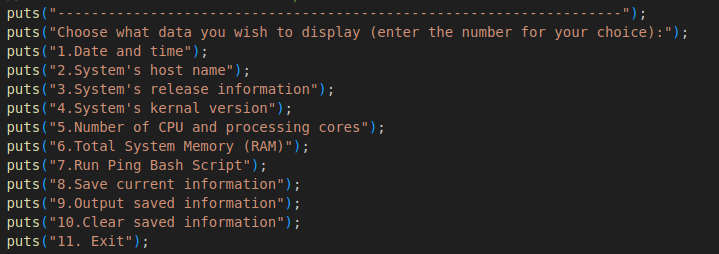 puts("-------------------------------------------------------------------");
puts("Choose what data you wish to display (enter the number for your choice):");
puts("1.Date and time");
puts("2.System's host name");
puts("3.System's release information");
puts("4.System's kernal version");
puts("5.Number of CPU and processing cores");
puts("6.Total System Memory (RAM)");
puts("7.Run Ping Bash Script");
puts("8.Save current information");
puts("9.Output saved information");
puts("10.Clear saved information");
puts("11. Exit");